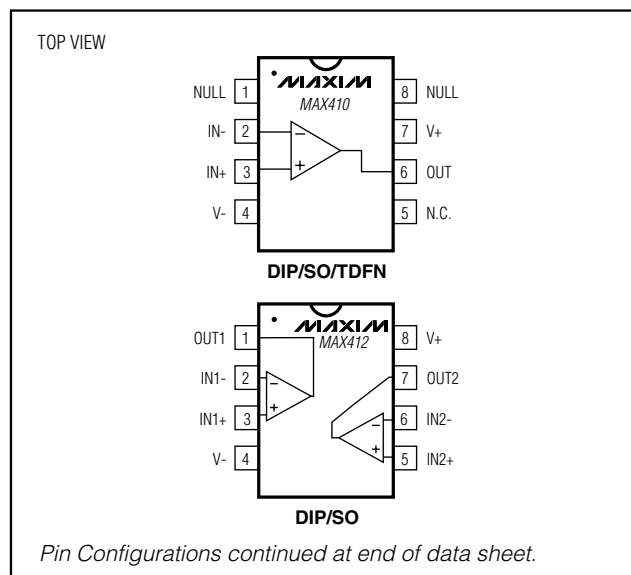 TOP VIEW
MAXIM
MAX410
NULL 1 8 NULL
IN- 2 − 7 V+
IN+ 3 + 6 OUT
V- 4 5 N.C.
DIP/SO/TDFN
MAXIM
MAX412
OUT1 1 8 V+
IN1- 2 − 7 OUT2
IN1+ 3 + − 6 IN2-
V- 4 + 5 IN2+
DIP/SO
Pin Configurations continued at end of data sheet.